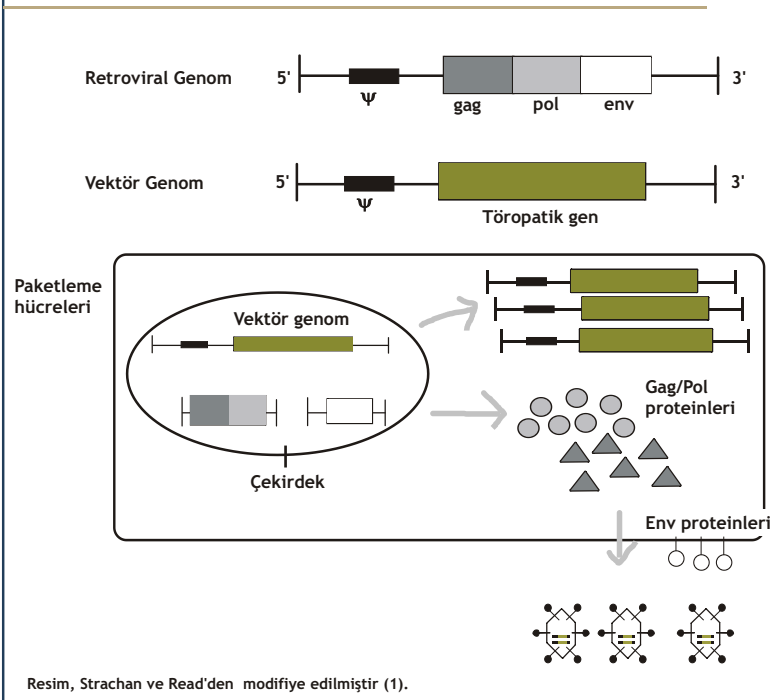 Retroviral Genom 5' 3'
Ψ
gag pol env
Vektör Genom 5' 3'
Ψ
Töropatik gen
Paketleme
hücreleri
Vektör genom
Gag/Pol
proteinleri
Çekirdek
Env proteinleri
Resim, Strachan ve Read'den modifiye edilmiştir (1).